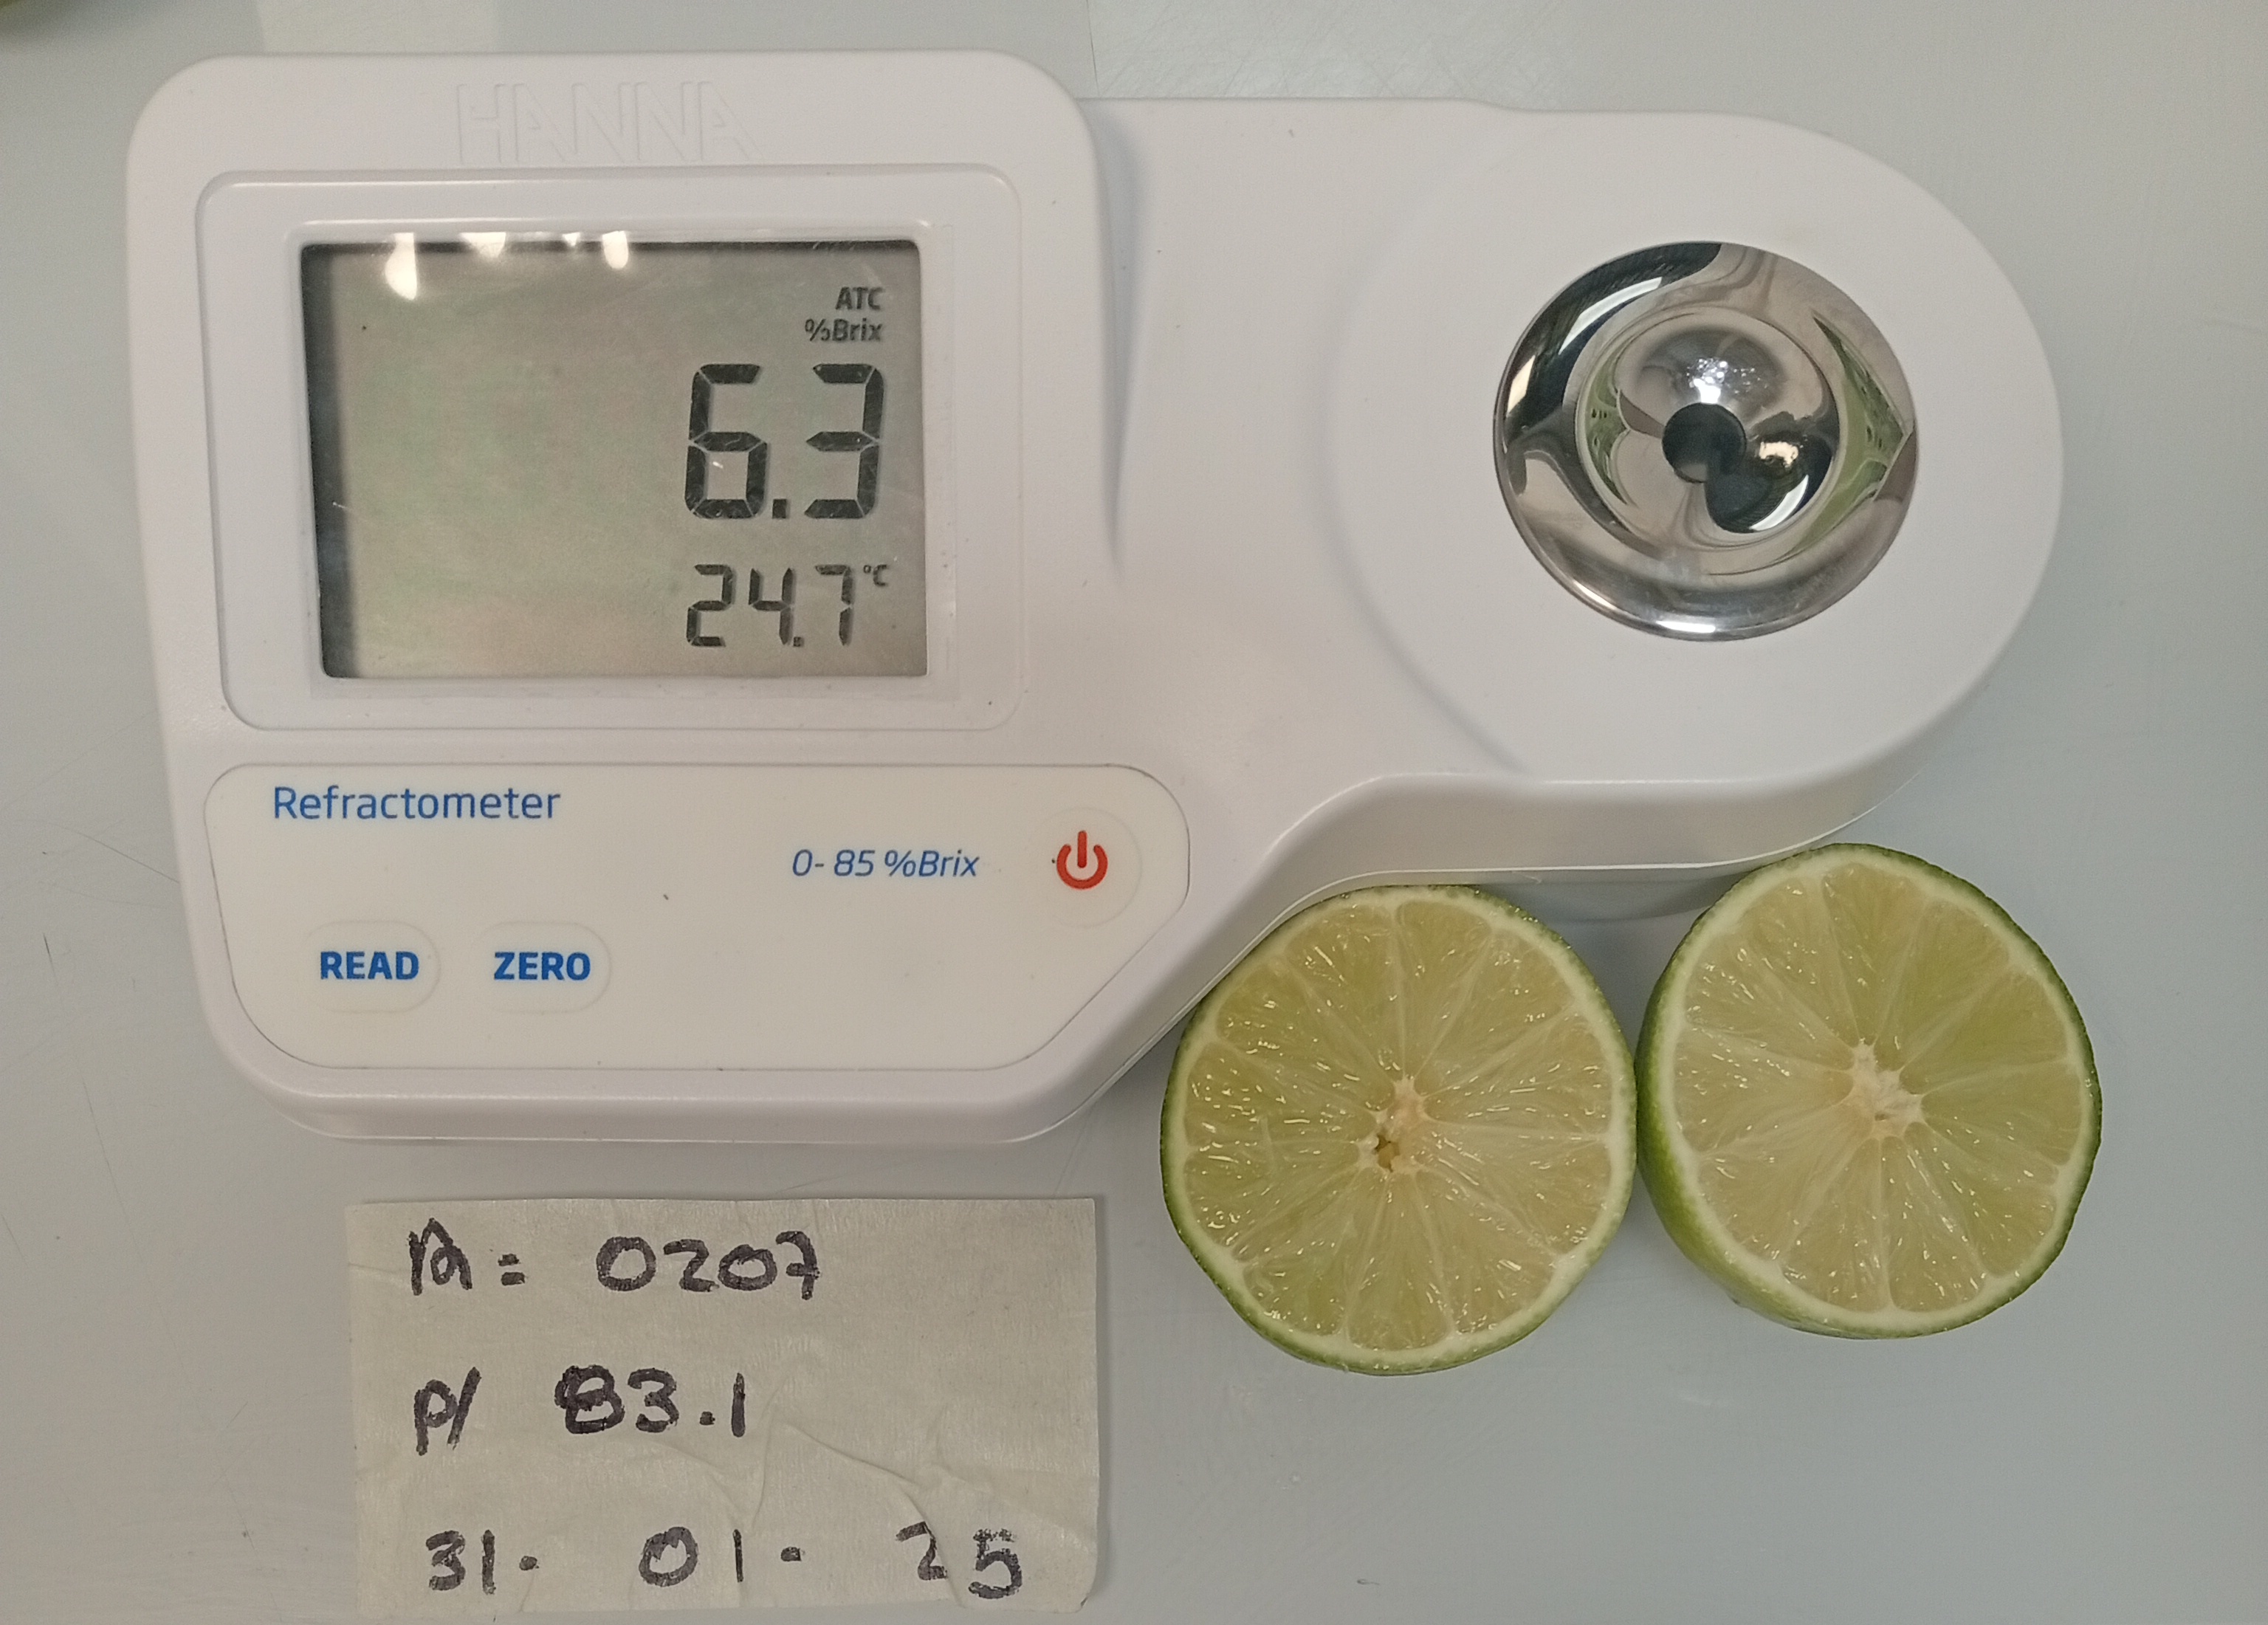 HANNA
ATC
%Brix
6.3
24.7°C
Refractometer
0-85 %Brix
READ ZERO
= 0207
P/ 83.1
31. 01. 25